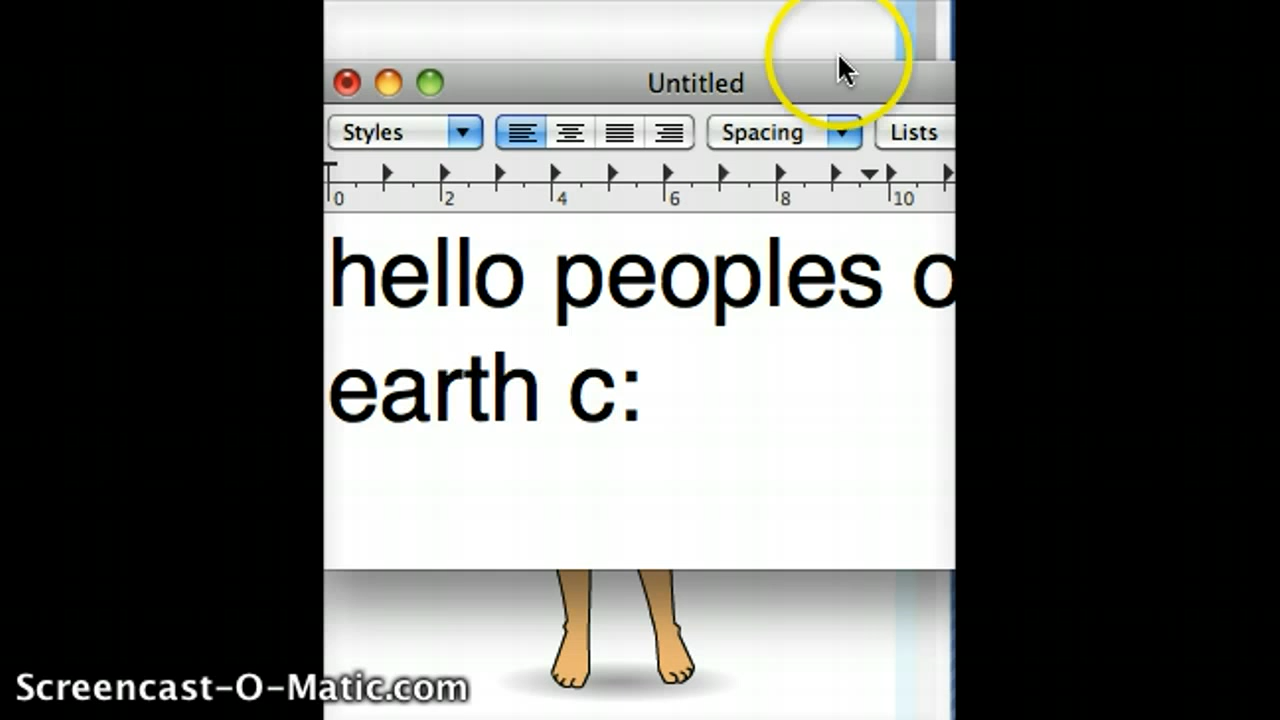 Untitled
Styles Spacing Lists
0 2 4 6 8 10
hello peoples o
earth c:
Screencast-O-Matic.com